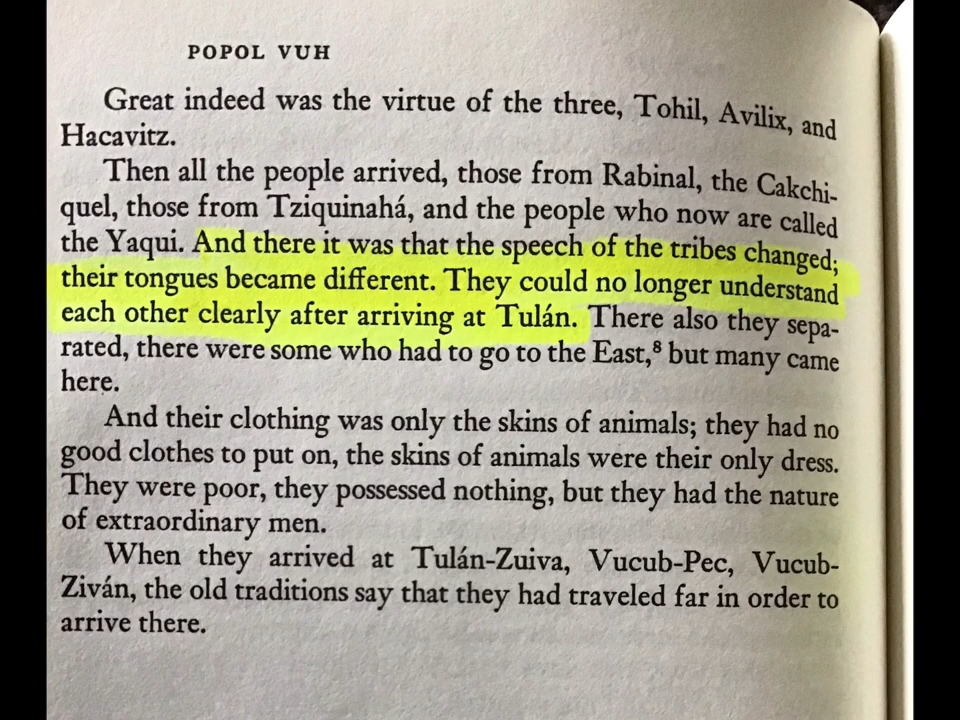 POPOL VUH
Great indeed was the virtue of the three, Tohil, Avilix, and
Hacavitz.
Then all the people arrived, those from Rabinal, the Cakchi-
quel, those from Tziquinahá, and the people who now are called
the Yaqui. And there it was that the speech of the tribes changed;
their tongues became different. They could no longer understand
each other clearly after arriving at Tulán. There also they sepa-
rated, there were some who had to go to the East,⁸ but many came
here.
And their clothing was only the skins of animals; they had no
good clothes to put on, the skins of animals were their only dress.
They were poor, they possessed nothing, but they had the nature
of extraordinary men.
When they arrived at Tulán-Zuiva, Vucub-Pec, Vucub-
Ziván, the old traditions say that they had traveled far in order to
arrive there.